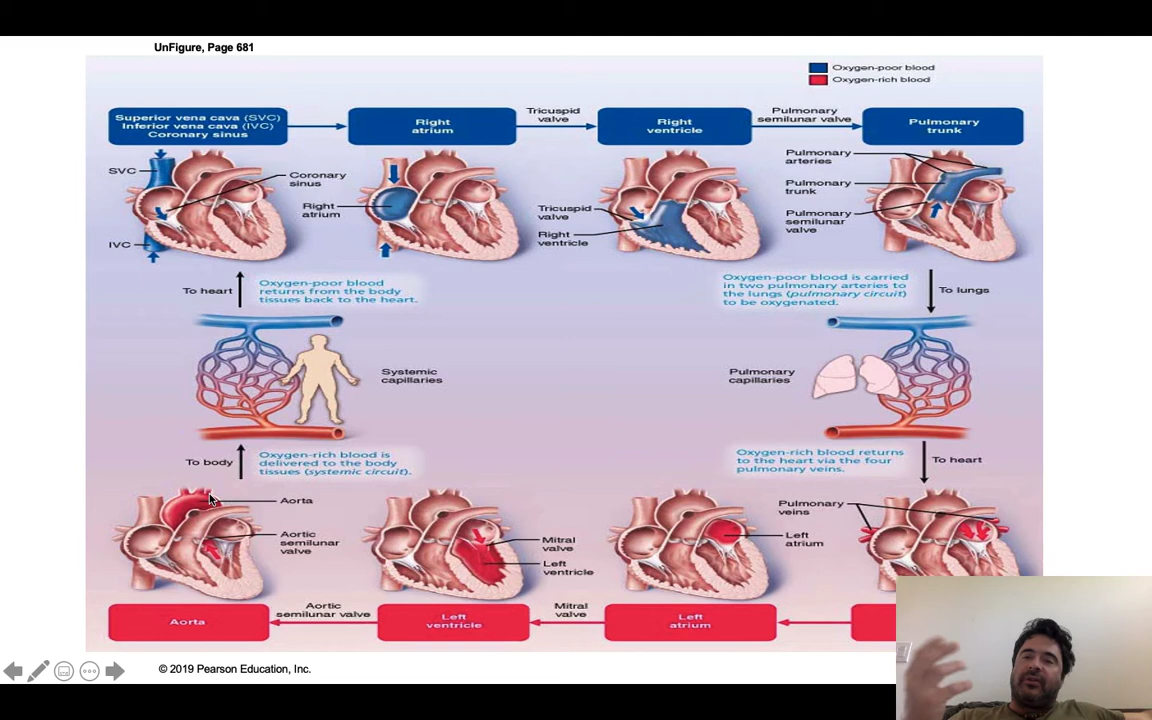 UnFigure, Page 681
Oxygen-poor blood
Oxygen-rich blood
Superior vena cava (SVC)
Inferior vena cava (IVC)
Coronary sinus
Right
atrium
Tricuspid
valve
Right
ventricle
Pulmonary
semilunar valve
Pulmonary
trunk
SVC
Coronary
sinus
IVC
Right
atrium
Tricuspid
valve
Right
ventricle
Pulmonary
arteries
Pulmonary
trunk
Pulmonary
semilunar
valve
To heart
Oxygen-poor blood
returns from the body
tissues back to the heart.
Oxygen-poor blood is carried
in two pulmonary arteries to
the lungs (pulmonary circuit)
to be oxygenated.
To lungs
Systemic
capillaries
Pulmonary
capillaries
To body
Oxygen-rich blood is
delivered to the body
tissues (systemic circuit).
Oxygen-rich blood returns
to the heart via the four
pulmonary veins.
To heart
Aorta
Aortic
semilunar
valve
Mitral
valve
Left
ventricle
Left
atrium
Pulmonary
veins
Aorta
Aortic
semilunar valve
Left
ventricle
Mitral
valve
Left
atrium
© 2019 Pearson Education, Inc.